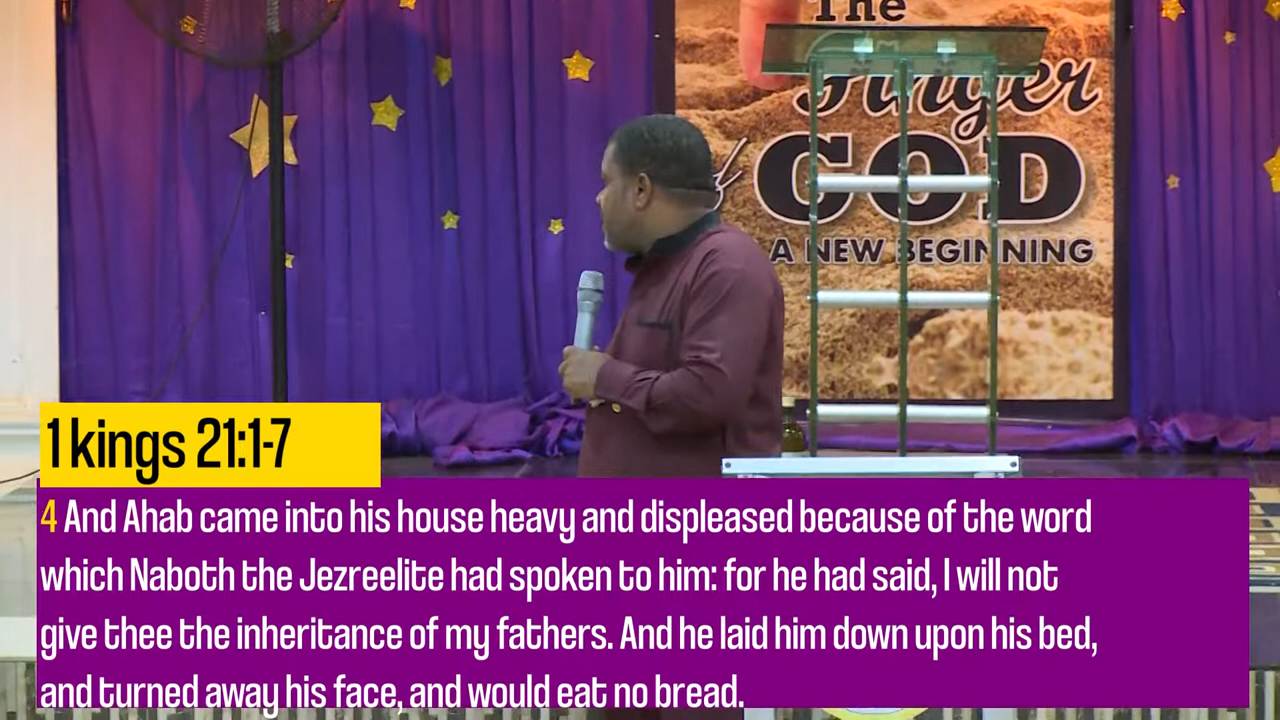 The
Finger
of
GOD
A NEW BEGINNING
1 kings 21:1-7
4 And Ahab came into his house heavy and displeased because of the word
which Naboth the Jezreelite had spoken to him: for he had said, I will not
give thee the inheritance of my fathers. And he laid him down upon his bed,
and turned away his face, and would eat no bread.